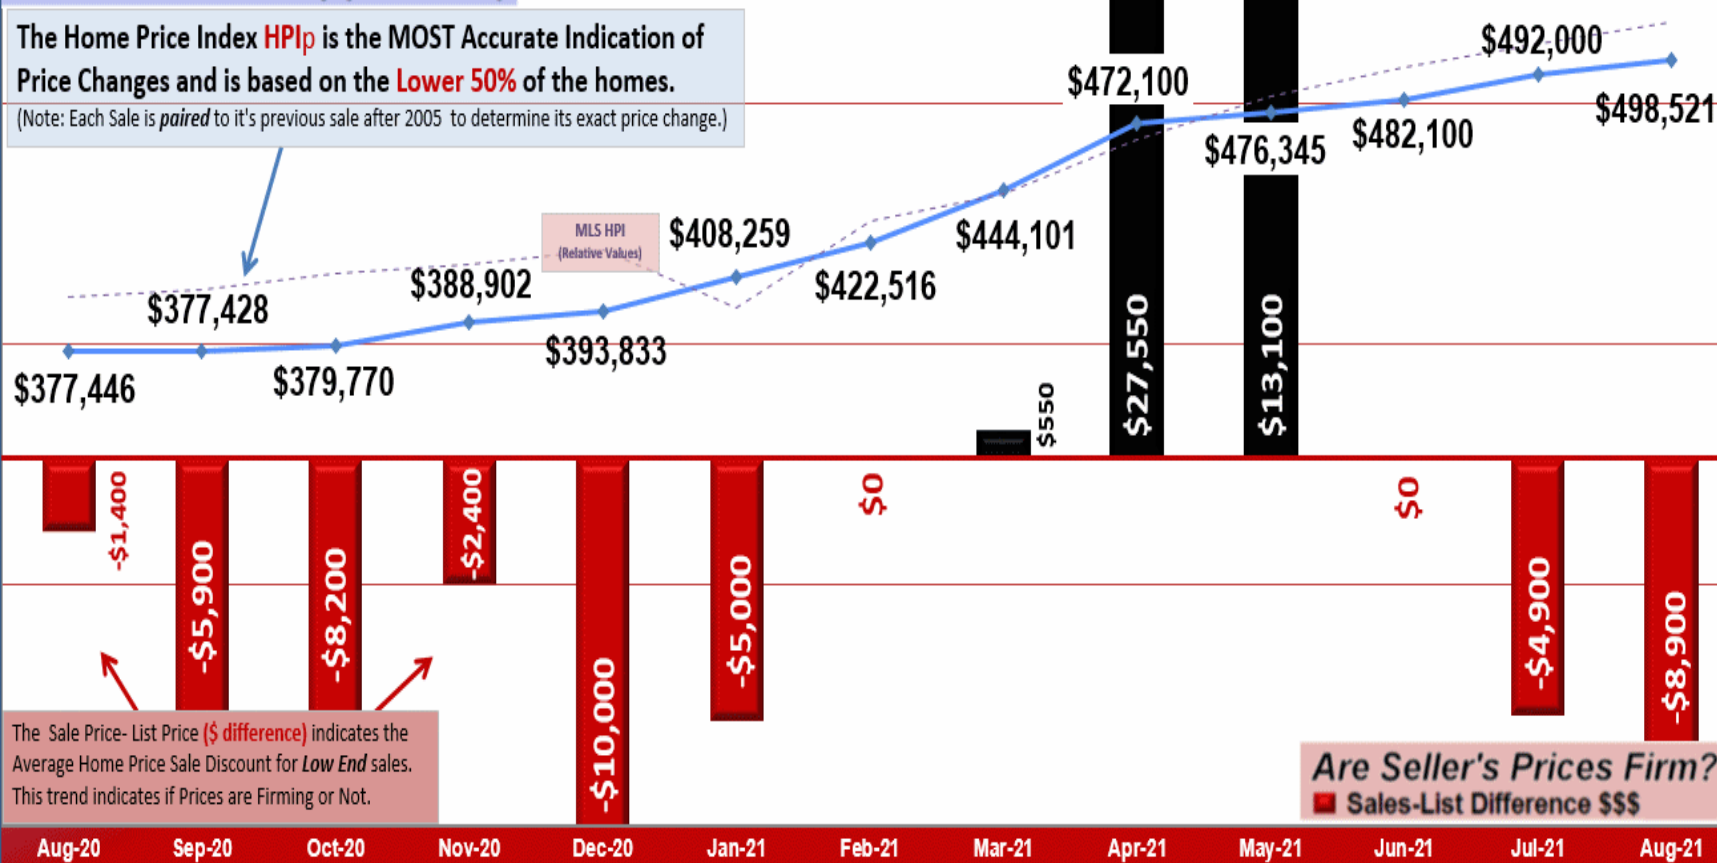 The Home Price Index HPIp is the MOST Accurate Indication of
Price Changes and is based on the Lower 50% of the homes.
(Note: Each Sale is paired to it's previous sale after 2005 to determine its exact price change.)
$492,000
$472,100
$498,521
$476,345
$482,100
MLS HPI
(Relative Values)
$408,259
$444,101
$388,902
$422,516
$377,428
$393,833
$377,446
$379,770
$550
$27,550
$13,100
-$1,400
-$5,900
-$8,200
-$2,400
-$10,000
-$5,000
$0
$0
-$4,900
-$8,900
The Sale Price- List Price ($ difference) indicates the
Average Home Price Sale Discount for Low End sales.
This trend indicates if Prices are Firming or Not.
Are Seller's Prices Firm?
Sales-List Difference $$$
Aug-20 Sep-20 Oct-20 Nov-20 Dec-20 Jan-21 Feb-21 Mar-21 Apr-21 May-21 Jun-21 Jul-21 Aug-21